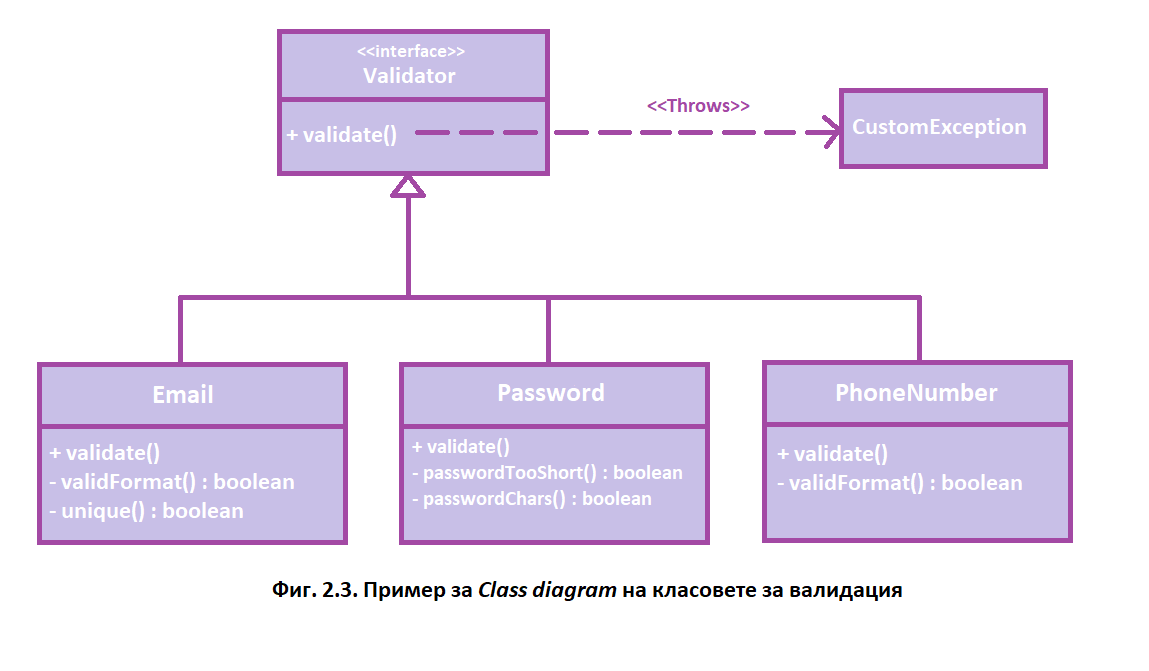 <<interface>>
Validator
+ validate()
<<Throws>>
CustomException
Email
+ validate()
- validFormat() : boolean
- unique() : boolean
Password
+ validate()
- passwordTooShort() : boolean
- passwordChars() : boolean
PhoneNumber
+ validate()
- validFormat() : boolean
Фиг. 2.3. Пример за Class diagram на класовете за валидация